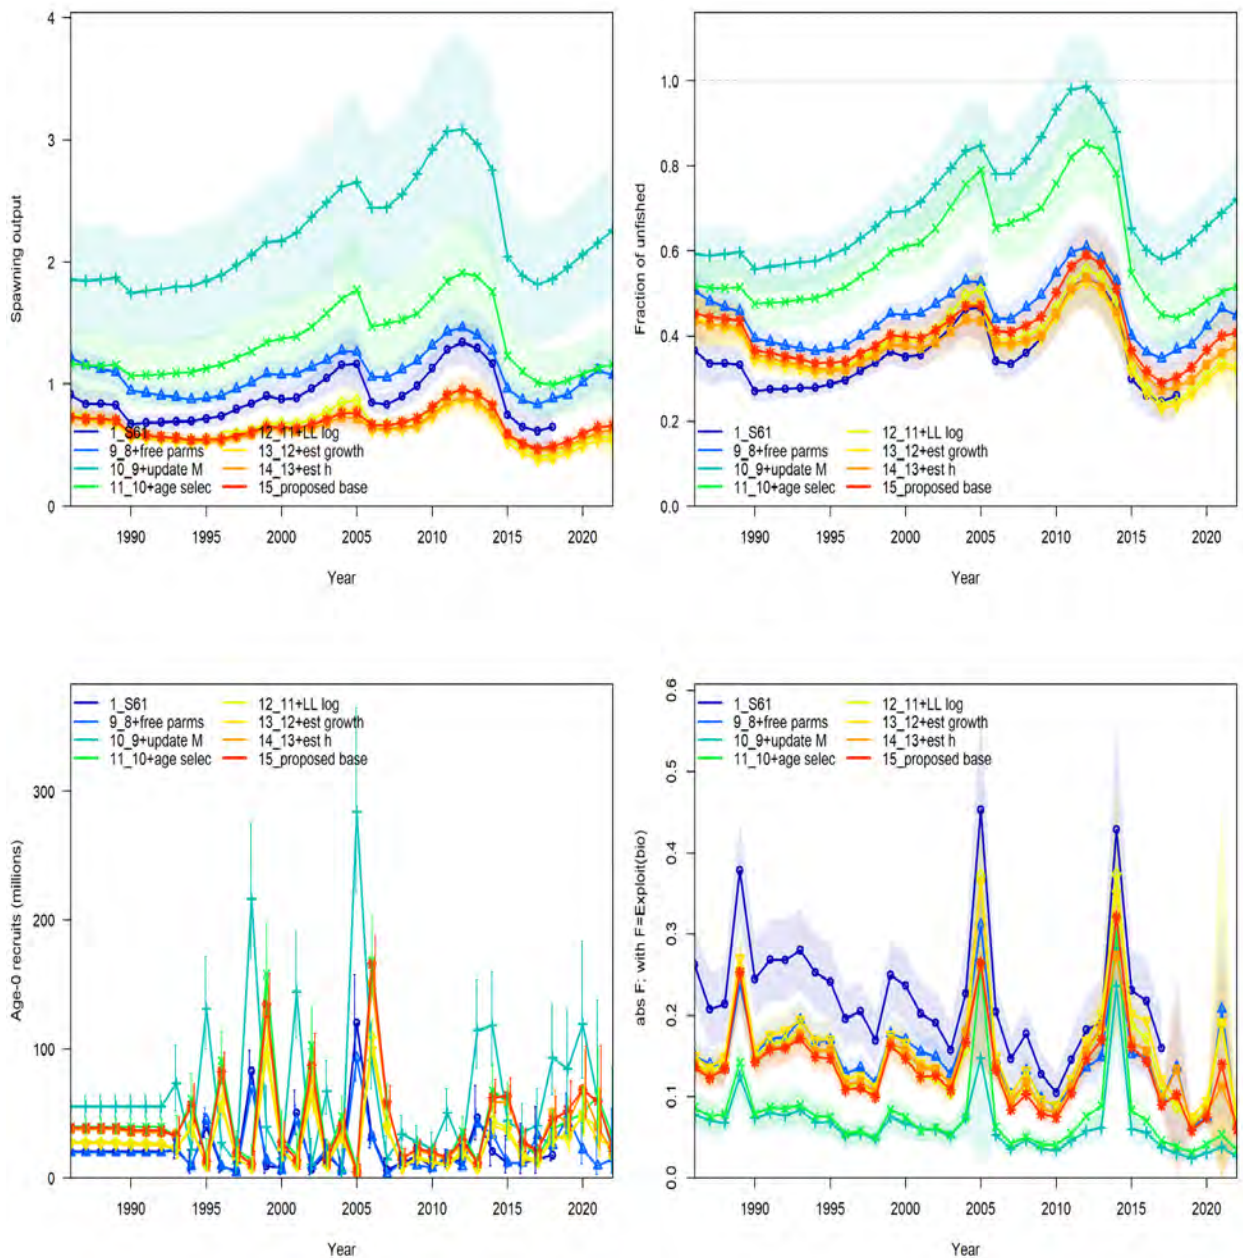 4
3
2
1
0
Spawning output
1_S61
9_8+free parms
10_9+update M
11_10+age selec
12_11+LL log
13_12+est growth
14_13+est h
15_proposed base
1990 1995 2000 2005 2010 2015 2020
Year
1.0
0.8
0.6
0.4
0.2
0.0
Fraction of unfished
1_S61
9_8+free parms
10_9+update M
11_10+age selec
12_11+LL log
13_12+est growth
14_13+est h
15_proposed base
1990 1995 2000 2005 2010 2015 2020
Year
300
200
100
0
Age-0 recruits (millions)
1_S61
9_8+free parms
10_9+update M
11_10+age selec
12_11+LL log
13_12+est growth
14_13+est h
15_proposed base
1990 1995 2000 2005 2010 2015 2020
Year
0.6
0.5
0.4
0.3
0.2
0.1
0.0
abs F; with F=Exploit(bio)
1_S61
9_8+free parms
10_9+update M
11_10+age selec
12_11+LL log
13_12+est growth
14_13+est h
15_proposed base
1990 1995 2000 2005 2010 2015 2020
Year